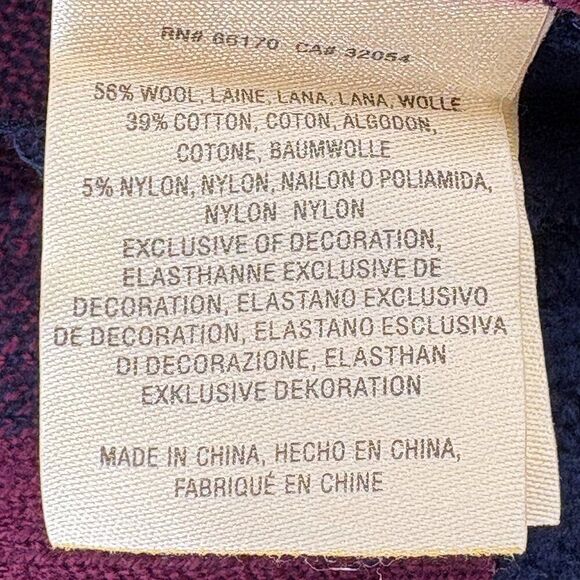 RN# 66170 CA# 32054
56% WOOL, LAINE, LANA, LANA, WOLLE
39% COTTON, COTON, ALGODON,
COTONE, BAUMWOLLE
5% NYLON, NYLON, NAILON O POLIAMIDA,
NYLON NYLON
EXCLUSIVE OF DECORATION,
ELASTHANNE EXCLUSIVE DE
DECORATION, ELASTANO EXCLUSIVO
DE DECORATION, ELASTANO ESCLUSIVA
DI DECORAZIONE, ELASTHAN
EXKLUSIVE DEKORATION
MADE IN CHINA, HECHO EN CHINA,
FABRIQUÉ EN CHINE